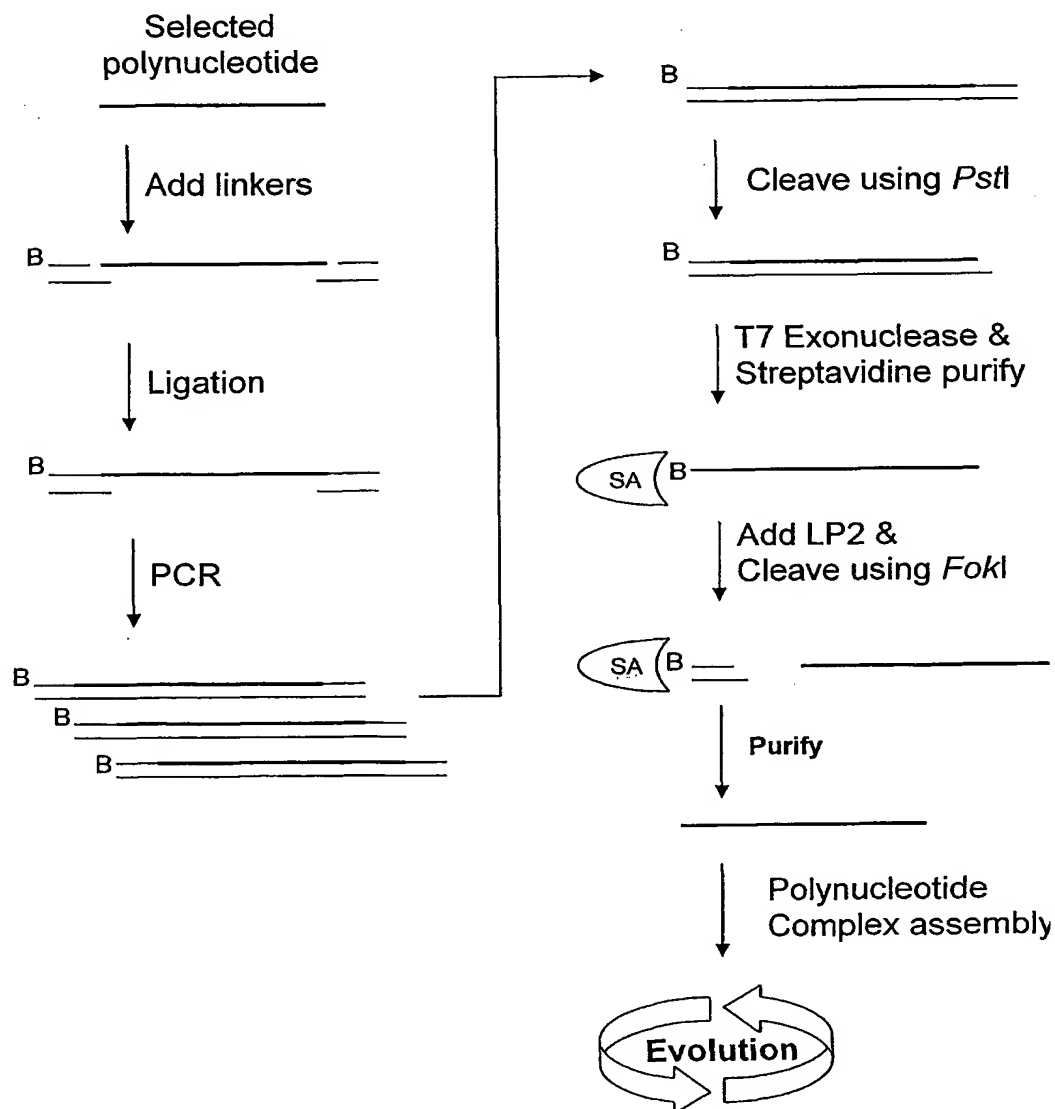 Selected
polynucleotide
Add linkers
B
Ligation
B
PCR
B
B
B
B
Cleave using PstI
B
T7 Exonuclease &
Streptavidine purify
SA B
Add LP2 &
Cleave using FokI
SA B
Purify
Polynucleotide
Complex assembly
Evolution